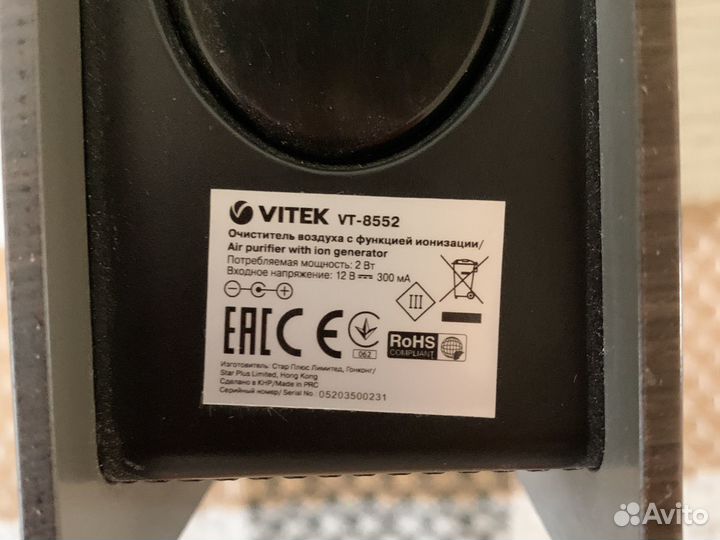 VITEK VT-8552
Очиститель воздуха с функцией ионизации/
Air purifier with ion generator
Потребляемая мощность: 2 Вт
Входное напряжение: 12 В 300 мА
III
EAC CE 062 RoHS
COMPLIANT
Изготовитель: Стар Плюс Лимитед, Гонконг/
Star Plus Limited, Hong Kong
Сделано в КНР/Made in PRC
Серийный номер/ Serial No. 05203500231
Avito